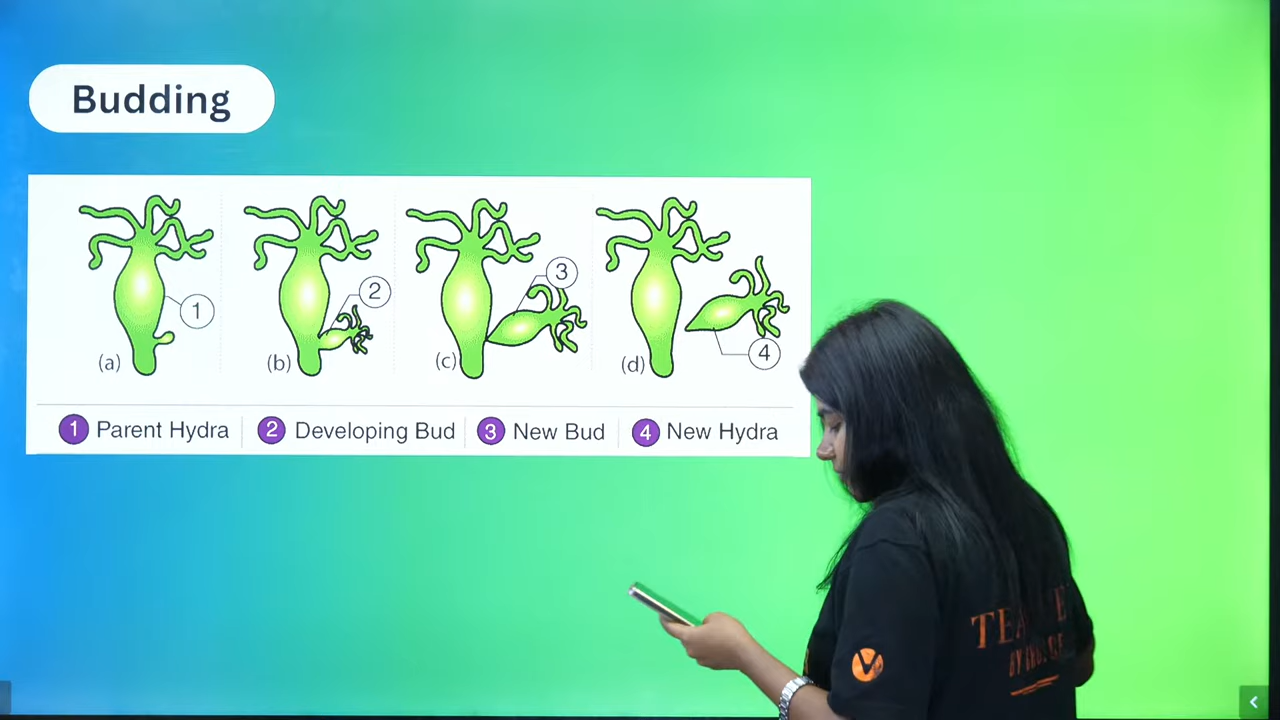 Budding
1
2
3
4
(a)
(b)
(c)
(d)
1 Parent Hydra
2 Developing Bud
3 New Bud
4 New Hydra